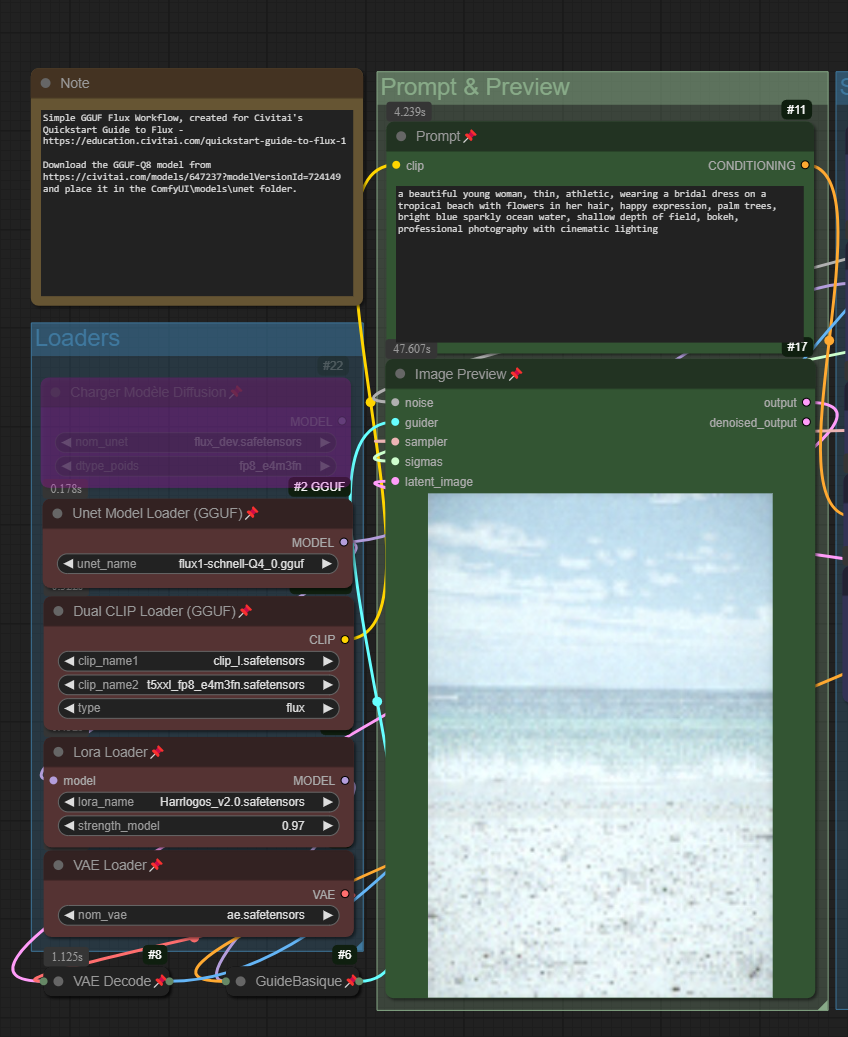 Note
Simple GGUF Flux Workflow, created for Civitai's
Quickstart Guide to Flux -
https://education.civitai.com/quickstart-guide-to-flux-1
Download the GGUF-Q8 model from
https://civitai.com/models/647237?modelVersionId=724149
and place it in the ComfyUI\models\unet folder.
Loaders
#22
Charger Modèle Diffusion
MODEL
nom_unet flux_dev.safetensors
dtype_poids fp8_e4m3fn
0.178s
#2 GGUF
Unet Model Loader (GGUF)
MODEL
unet_name flux1-schnell-Q4_0.gguf
Dual CLIP Loader (GGUF)
CLIP
clip_name1 clip_l.safetensors
clip_name2 t5xxl_fp8_e4m3fn.safetensors
type flux
Lora Loader
model MODEL
lora_name Harrlogos_v2.0.safetensors
strength_model 0.97
VAE Loader
VAE
nom_vae ae.safetensors
1.125s #8
VAE Decode
#6
GuideBasique
Prompt & Preview
4.239s #11
Prompt
clip CONDITIONING
a beautiful young woman, thin, athletic, wearing a bridal dress on a
tropical beach with flowers in her hair, happy expression, palm trees,
bright blue sparkly ocean water, shallow depth of field, bokeh,
professional photography with cinematic lighting
47.607s #17
Image Preview
noise output
guider denoised_output
sampler
sigmas
latent_image